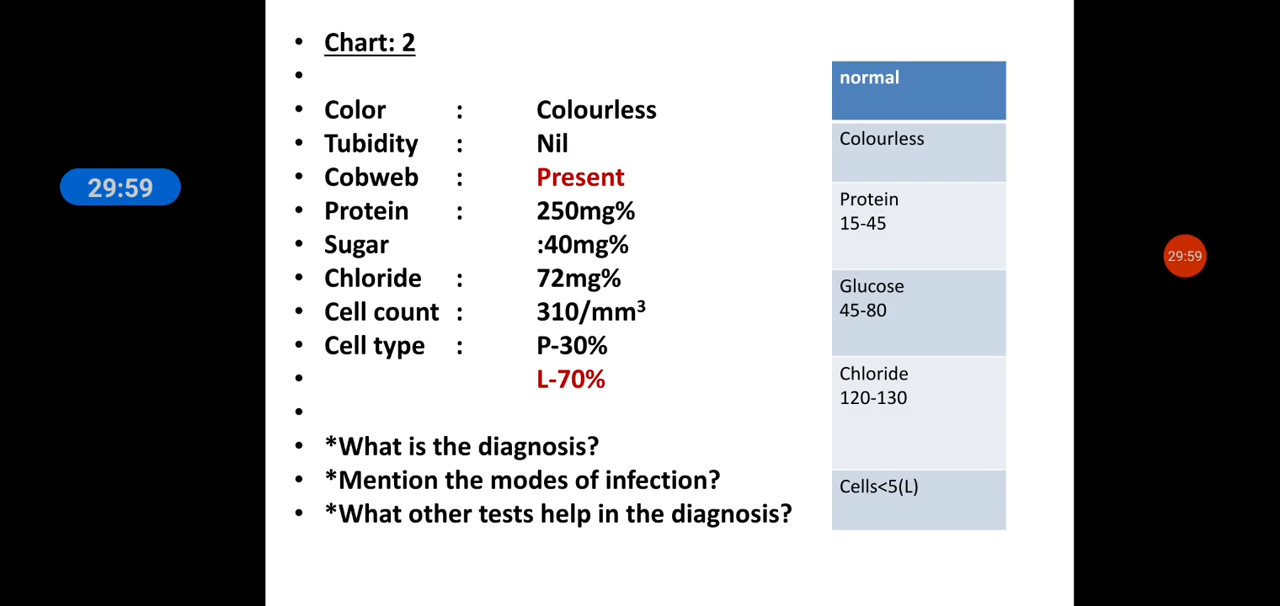 29:59
• Chart: 2
•
• Color : Colourless
• Tubidity : Nil
• Cobweb : Present
• Protein : 250mg%
• Sugar :40mg%
• Chloride : 72mg%
• Cell count : 310/mm³
• Cell type : P-30%
• L-70%
•
• *What is the diagnosis?
• *Mention the modes of infection?
• *What other tests help in the diagnosis?
normal
Colourless
Protein
15-45
Glucose
45-80
Chloride
120-130
Cells<5(L)
29:59